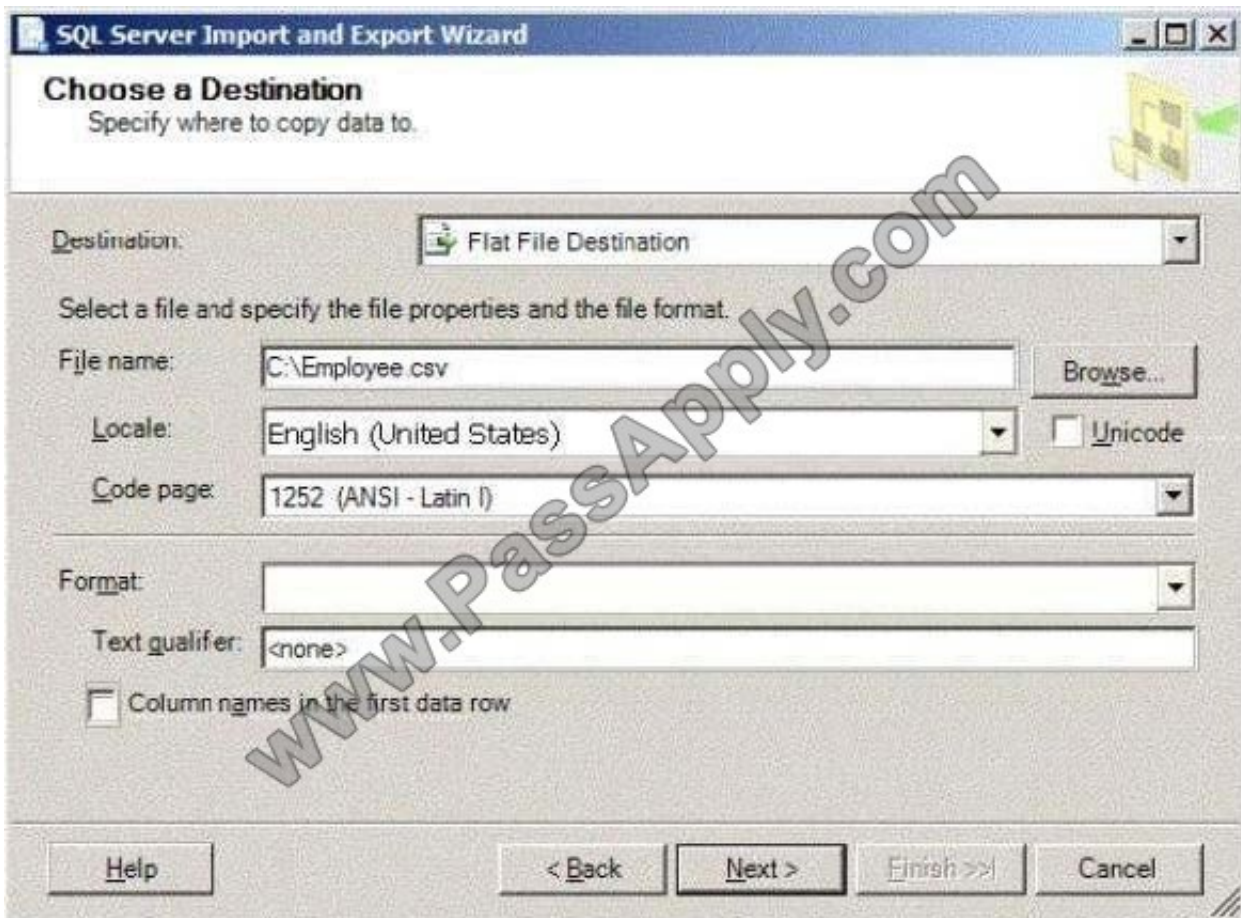 SQL Server Import and Export Wizard
Choose a Destination
Specify where to copy data to.
Destination: Flat File Destination
Select a file and specify the file properties and the file format.
File name: C:\Employee.csv Browse...
Locale: English (United States) Unicode
Code page: 1252 (ANSI - Latin I)
Format:
Text qualifer: <none>
Column names in the first data row
www.PassApply.com
Help < Back Next > Finish >>| Cancel